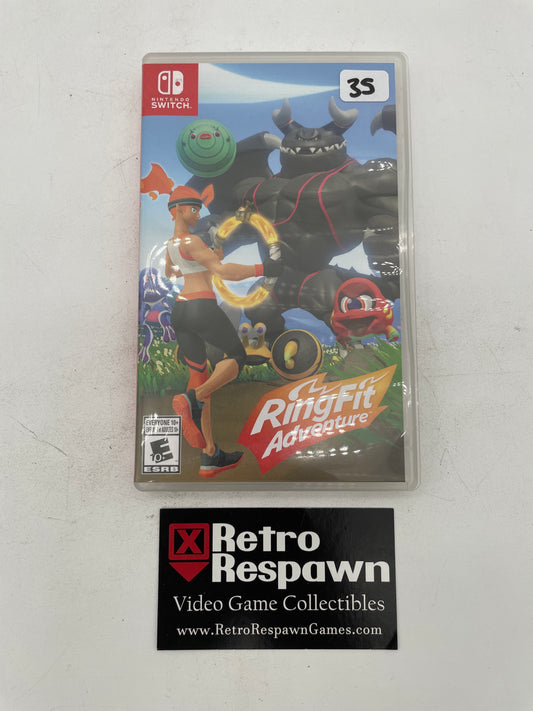 NINTENDO
SWITCH
35
RingFit
Adventure
EVERYONE 10+
E
ESRB
Retro
Respawn
Video Game Collectibles
www.RetroRespawnGames.com